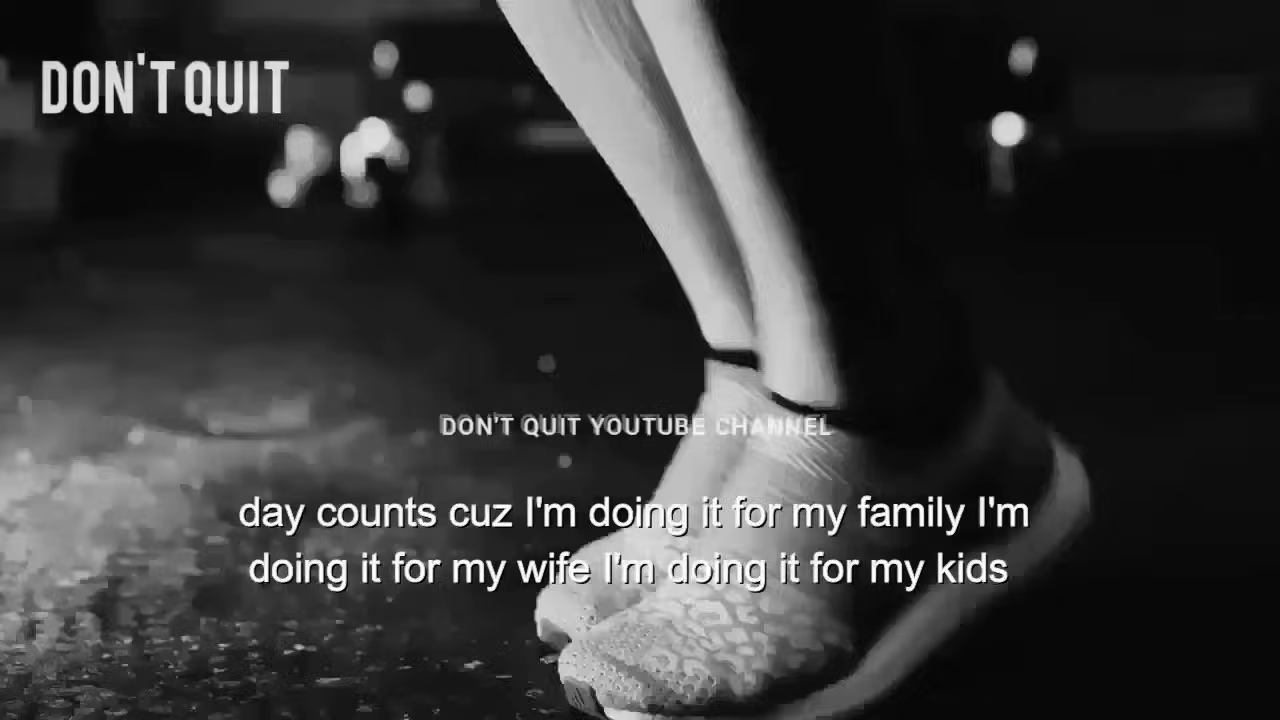 DON'T QUIT
DON'T QUIT YOUTUBE CHANNEL
day counts cuz I'm doing it for my family I'm
doing it for my wife I'm doing it for my kids